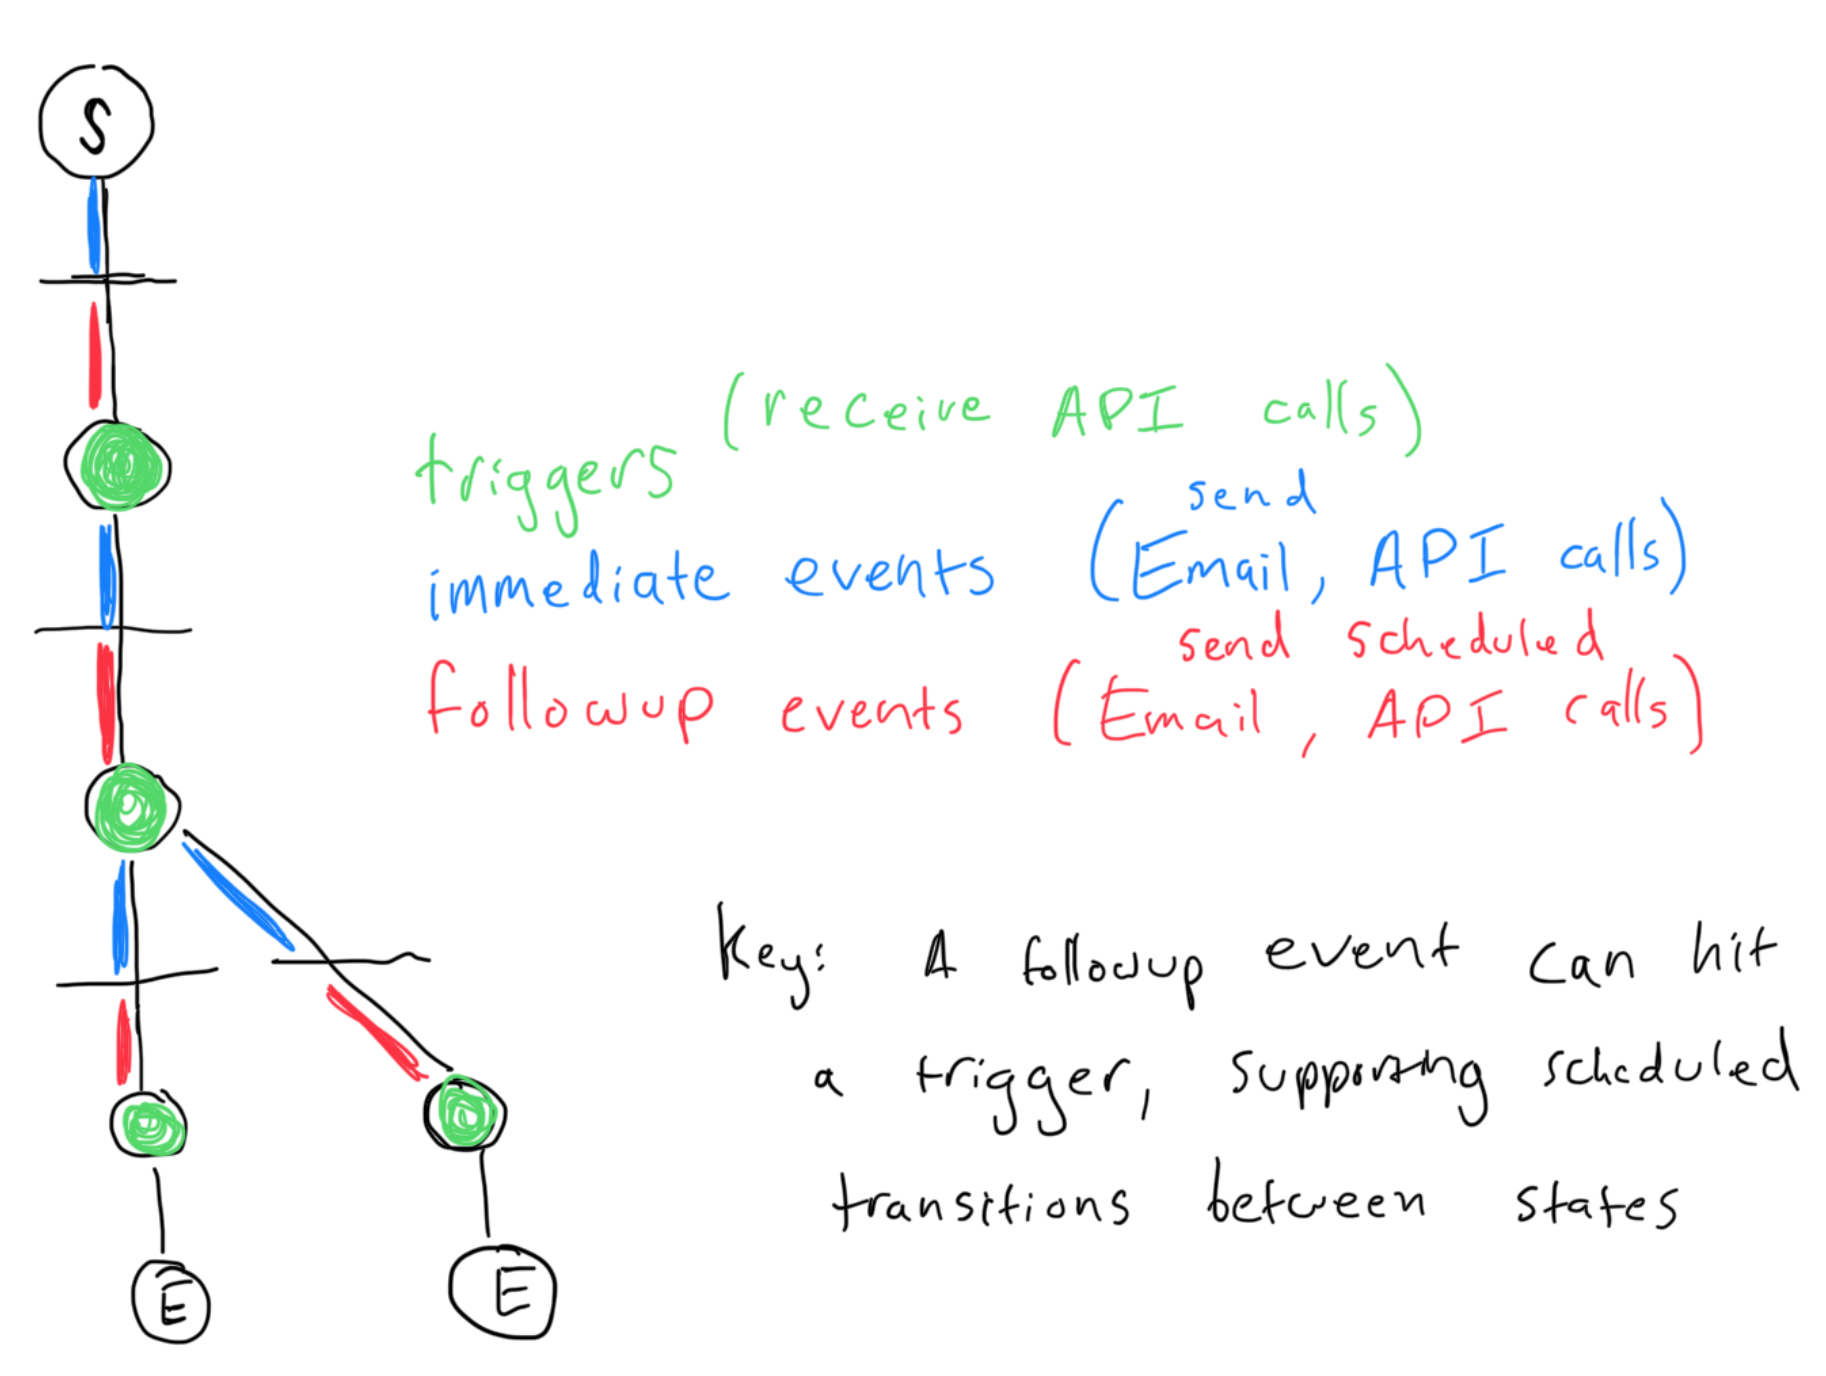 S
triggers (receive API calls)
send
immediate events (Email, API calls)
send scheduled
followup events (Email, API calls)
Key: A followup event can hit
a trigger, supporting scheduled
transitions between states
E
E